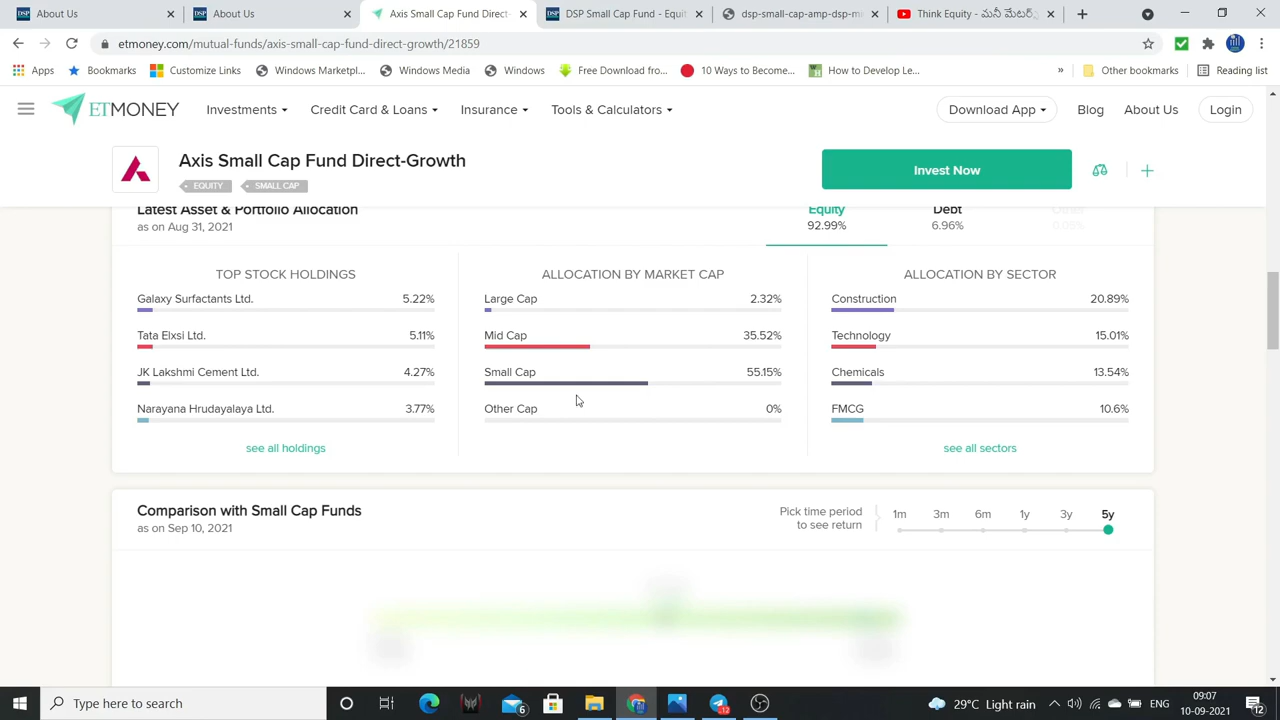 About Us
DSP
Axis Small Cap Fund Direct-
DSP Small Cap Fund - Equit
dsp-small-cap-amp-dsp-m
Think Equity - మనీ మేటర్స్
etmoney.com/mutual-funds/axis-small-cap-fund-direct-growth/21859
Apps Bookmarks Customize Links Windows Marketpl... Windows Media Windows Free Download fro... 10 Ways to Become... How to Develop Le... » Other bookmarks Reading list
ETMONEY Investments Credit Card & Loans Insurance Tools & Calculators Download App Blog About Us Login
Axis Small Cap Fund Direct-Growth
EQUITY SMALL CAP
Invest Now
Latest Asset & Portfolio Allocation
as on Aug 31, 2021
Equity Debt Other
92.99% 6.96%
TOP STOCK HOLDINGS
Galaxy Surfactants Ltd. 5.22%
Tata Elxsi Ltd. 5.11%
JK Lakshmi Cement Ltd. 4.27%
Narayana Hrudayalaya Ltd. 3.77%
see all holdings
ALLOCATION BY MARKET CAP
Large Cap 2.32%
Mid Cap 35.52%
Small Cap 55.15%
Other Cap 0%
ALLOCATION BY SECTOR
Construction 20.89%
Technology 15.01%
Chemicals 13.54%
FMCG 10.6%
see all sectors
Comparison with Small Cap Funds
as on Sep 10, 2021
Pick time period
to see return
1m 3m 6m 1y 3y 5y
Type here to search
29°C Light rain
ENG
09:07
10-09-2021